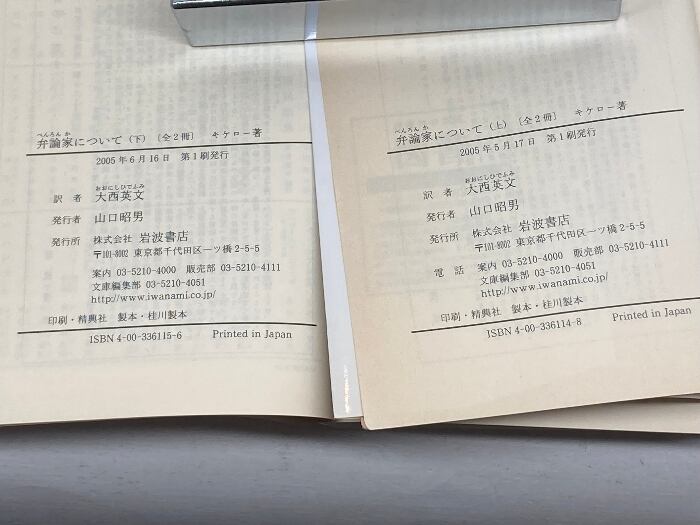 べんろんか
弁論家について（下）〔全2冊〕 キケロー著
2005年6月16日 第1刷発行
おおにしひでふみ
訳者 大西英文
発行者 山口昭男
発行所 株式会社 岩波書店
〒101-8002 東京都千代田区一ツ橋2-5-5
案内 03-5210-4000 販売部 03-5210-4111
文庫編集部 03-5210-4051
http://www.iwanami.co.jp/
印刷・精興社 製本・桂川製本
ISBN 4-00-336115-6 Printed in Japan
べんろんか
弁論家について（上）〔全2冊〕 キケロー著
2005年5月17日 第1刷発行
おおにしひでふみ
訳者 大西英文
発行者 山口昭男
発行所 株式会社 岩波書店
〒101-8002 東京都千代田区一ツ橋2-5-5
電話 案内 03-5210-4000 販売部 03-5210-4111
文庫編集部 03-5210-4051
http://www.iwanami.co.jp/
印刷・精興社 製本・桂川製本
ISBN 4-00-336114-8 Printed in Japan